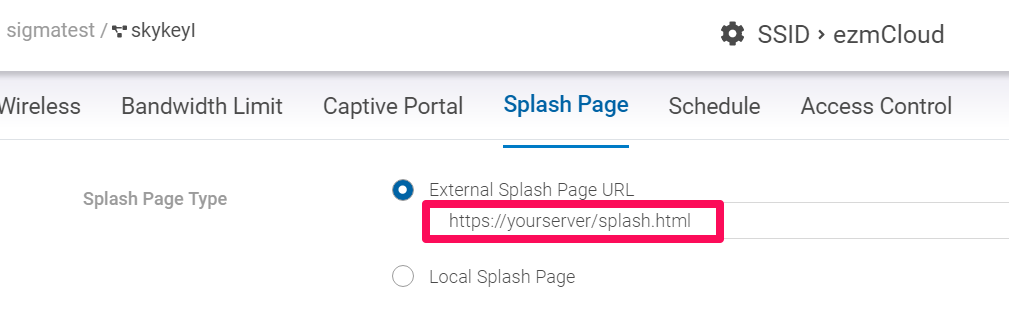 sigmatest / skykeyI
SSID › ezmCloud
Wireless Bandwidth Limit Captive Portal Splash Page Schedule Access Control
Splash Page Type
External Splash Page URL
https://yourserver/splash.html
Local Splash Page